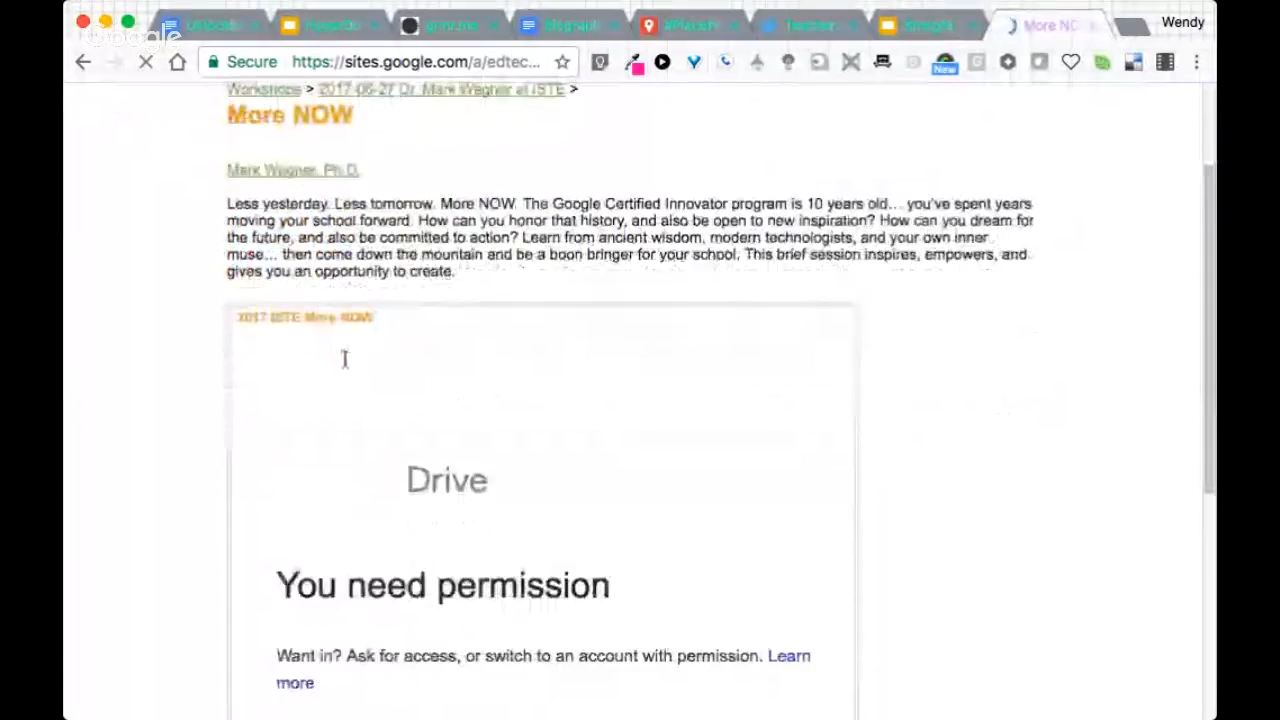 Google
Teacher
More NO
Wendy
Secure https://sites.google.com/a/edtec...
New
Workshops > 2017-06-27 Dr. Mark Wagner at ISTE >
More NOW
Mark Wagner, Ph.D.
Less yesterday. Less tomorrow. More NOW. The Google Certified Innovator program is 10 years old... you've spent years
moving your school forward. How can you honor that history, and also be open to new inspiration? How can you dream for
the future, and also be committed to action? Learn from ancient wisdom, modern technologists, and your own inner
muse... then come down the mountain and be a boon bringer for your school. This brief session inspires, empowers, and
gives you an opportunity to create.
2017 ISTE More NOW
Drive
You need permission
Want in? Ask for access, or switch to an account with permission. Learn
more